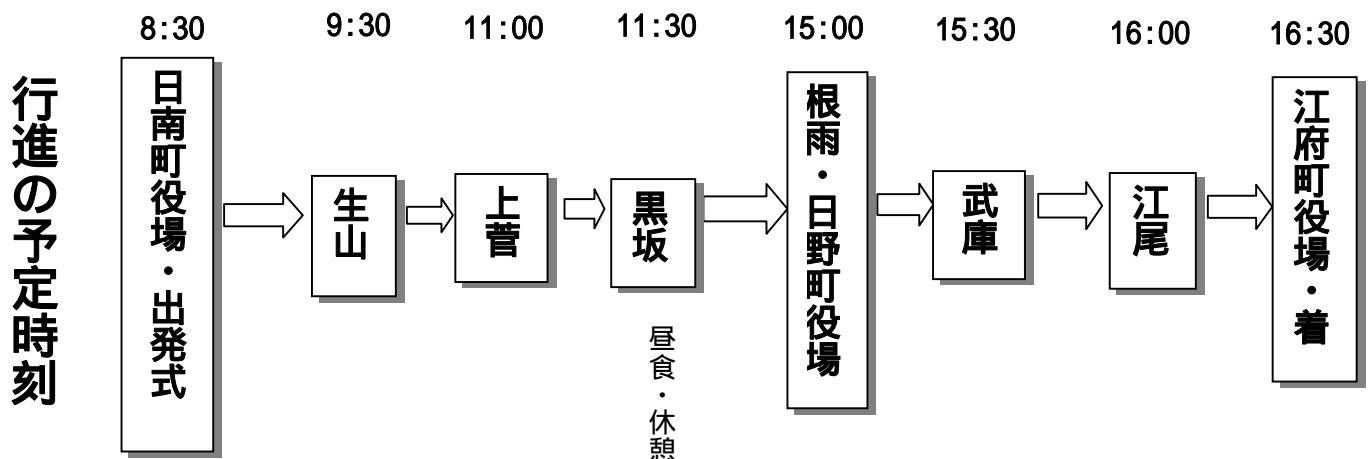 行進の予定時刻
8:30
日南町役場・出発式
9:30
生山
11:00
上菅
11:30
黒坂
昼食・休憩
15:00
根雨・日野町役場
15:30
武庫
16:00
江尾
16:30
江府町役場・着